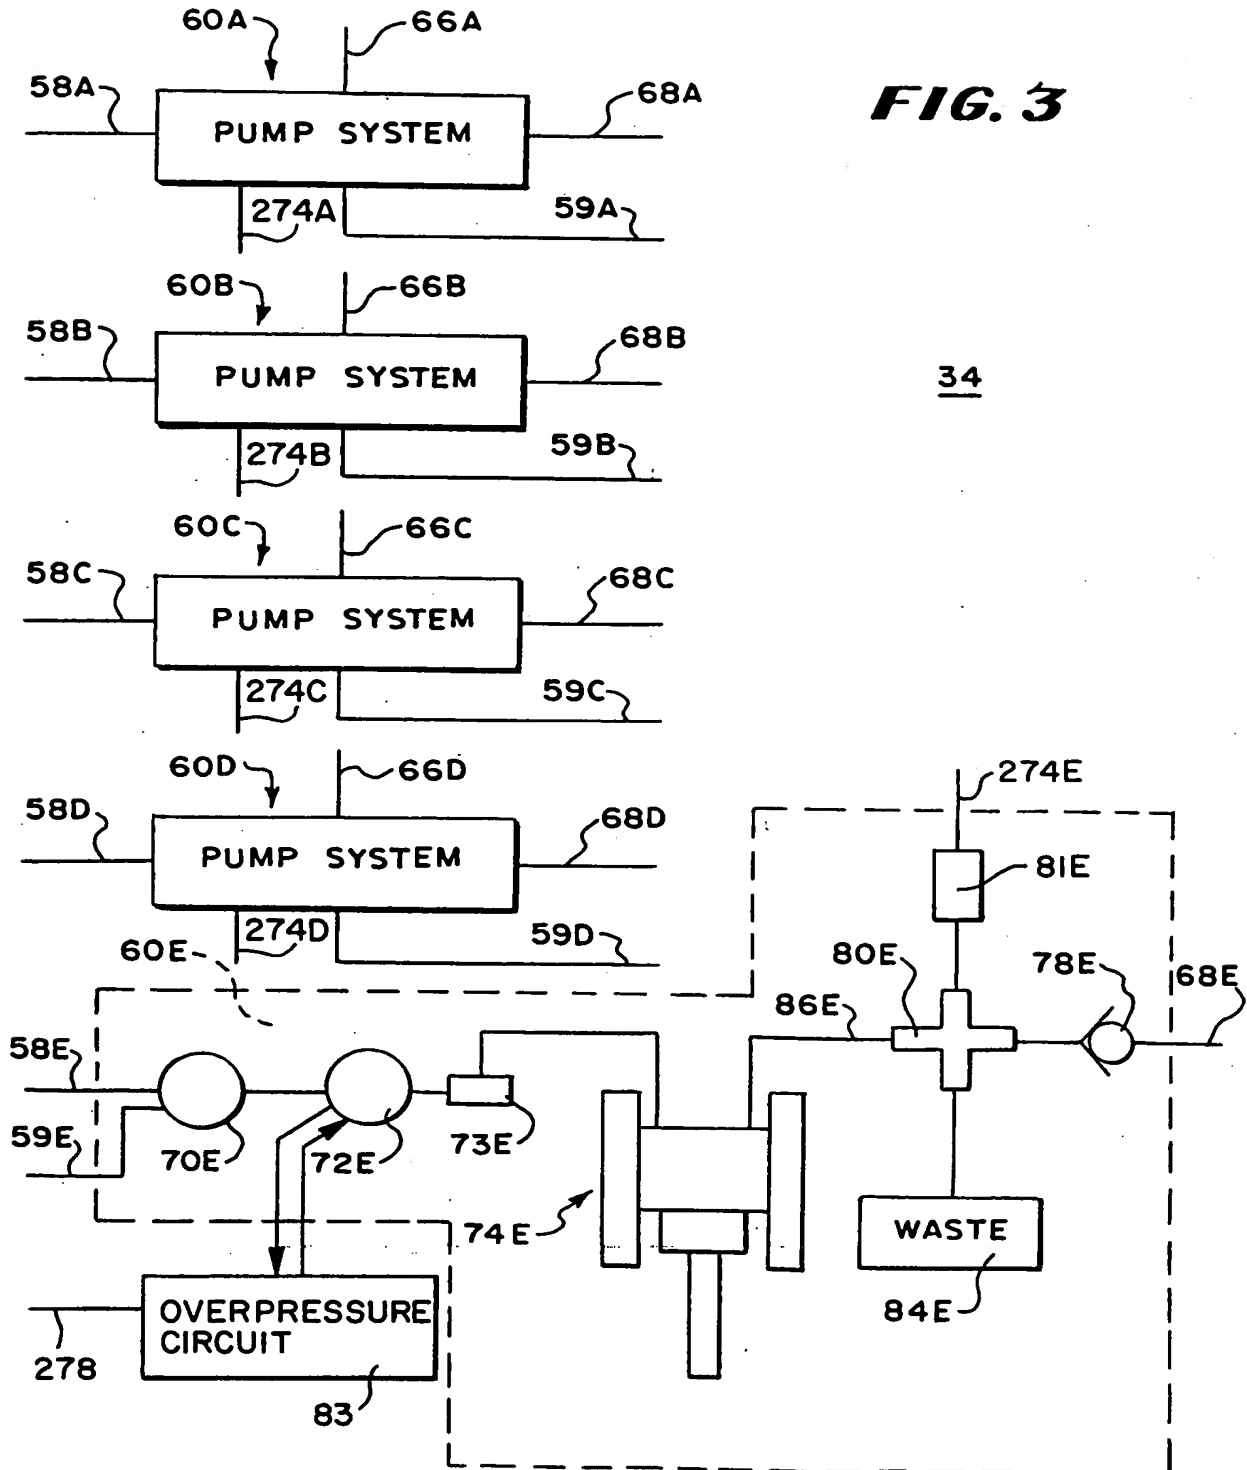 60A
66A
FIG. 3
58A
68A
PUMP SYSTEM
274A
59A
60B
66B
58B
68B
PUMP SYSTEM
34
274B
59B
60C
66C
58C
68C
PUMP SYSTEM
274C
59C
60D
66D
274E
58D
68D
PUMP SYSTEM
81E
274D
59D
60E
80E
78E
68E
86E
58E
59E
70E
72E
73E
74E
WASTE
84E
OVERPRESSURE
CIRCUIT
278
83